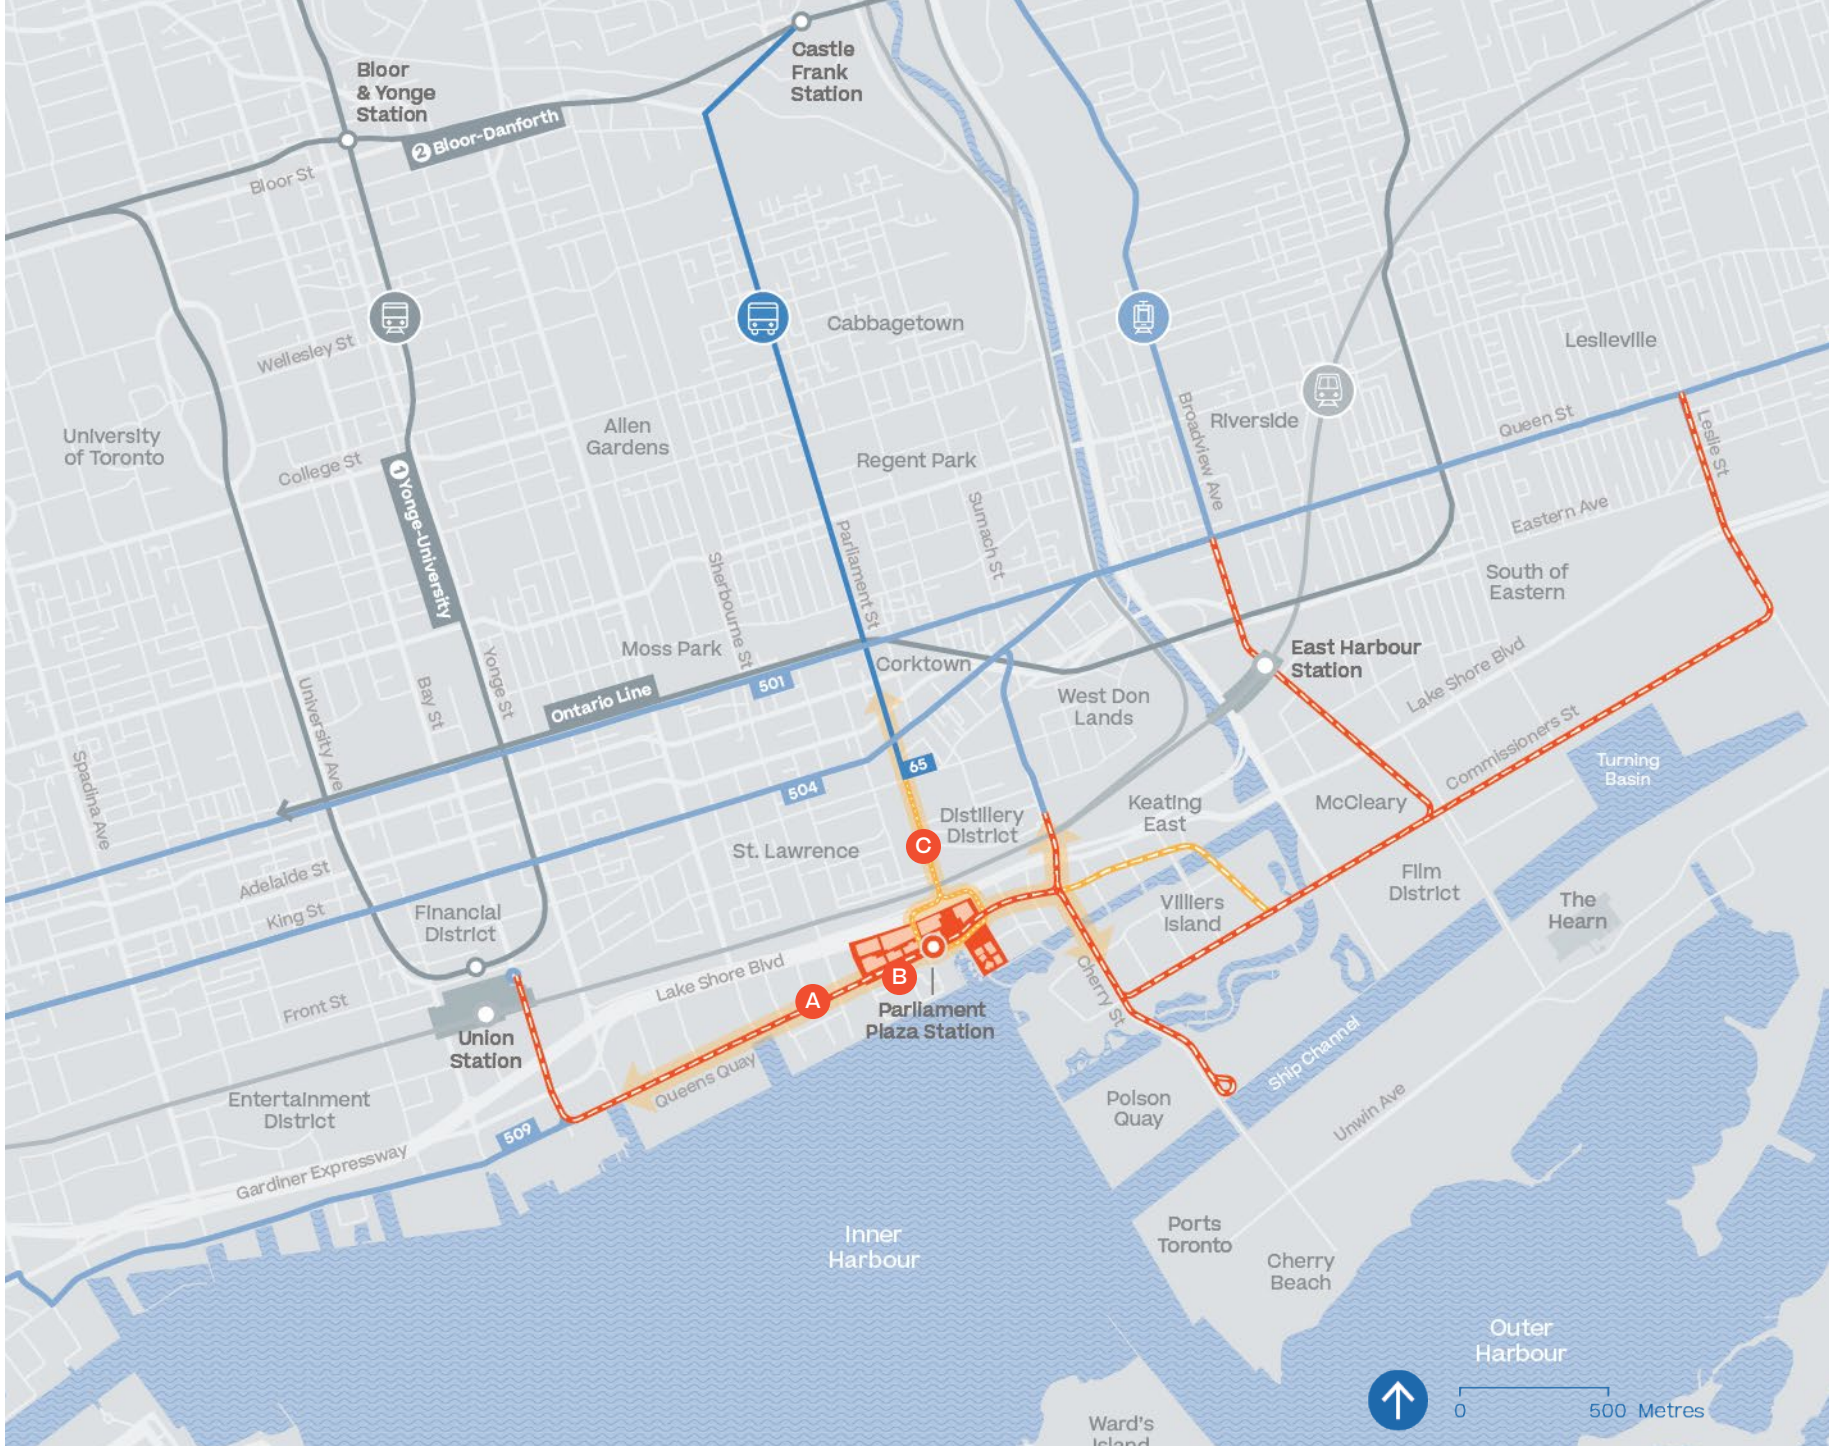 Castle
Frank
Station
Bloor
& Yonge
Station
2 Bloor-Danforth
Bloor St
Cabbagetown
Wellesley St
Leslieville
University
of Toronto
Allen
Gardens
Broadview Ave
Riverside
Queen St
Leslie St
College St
1 Yonge-University
Regent Park
Sumach St
Eastern Ave
Parliament St
Sherbourne St
South of
Eastern
Moss Park
Corktown
East Harbour
Station
Lake Shore Blvd
University Ave
Bay St
Yonge St
Ontario Line
501
West Don
Lands
Commissioners St
Turning
Basin
Spadina Ave
65
504
Keating
East
McCleary
Distillery
District
C
St. Lawrence
Adelaide St
King St
Financial
District
Film
District
The
Hearn
Villiers
Island
Lake Shore Blvd
B
A
Cherry St
Front St
Parliament
Plaza Station
Union
Station
Queens Quay
Ship Channel
Entertainment
District
Polson
Quay
Unwin Ave
509
Gardiner Expressway
Inner
Harbour
Ports
Toronto
Cherry
Beach
Outer
Harbour
0 500 Metres
Ward's
Island